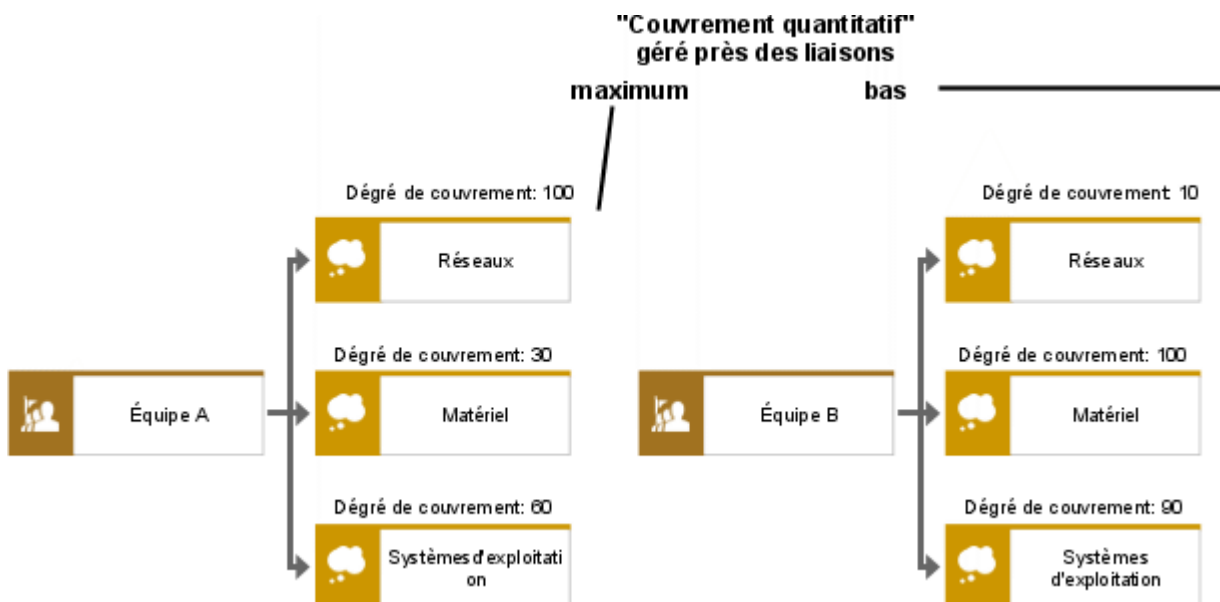 "Couvrement quantitatif"
géré près des liaisons
maximum
bas
Dégré de couvrement: 100
Réseaux
Dégré de couvrement: 30
Équipe A
Matériel
Dégré de couvrement: 60
Systèmes d'exploitati
on
Dégré de couvrement: 10
Réseaux
Dégré de couvrement: 100
Équipe B
Matériel
Dégré de couvrement: 90
Systèmes
d'exploitation